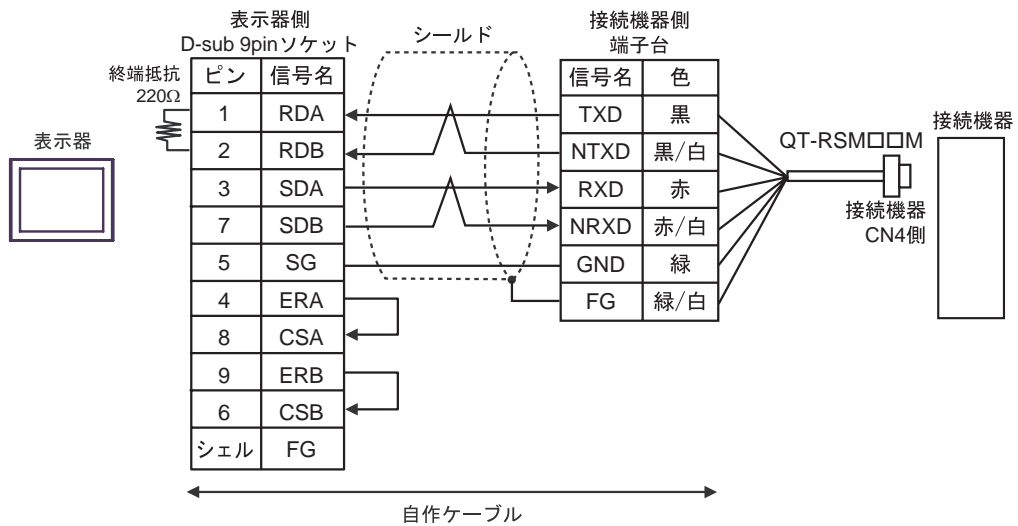 表示器側
D-sub 9pinソケット
シールド
接続機器側
端子台
終端抵抗
220Ω
ピン 信号名
1 RDA
2 RDB
3 SDA
7 SDB
5 SG
4 ERA
8 CSA
9 ERB
6 CSB
シェル FG
信号名 色
TXD 黒
NTXD 黒/白
RXD 赤
NRXD 赤/白
GND 緑
FG 緑/白
表示器
QT-RSM□□M
接続機器
接続機器
CN4側
自作ケーブル